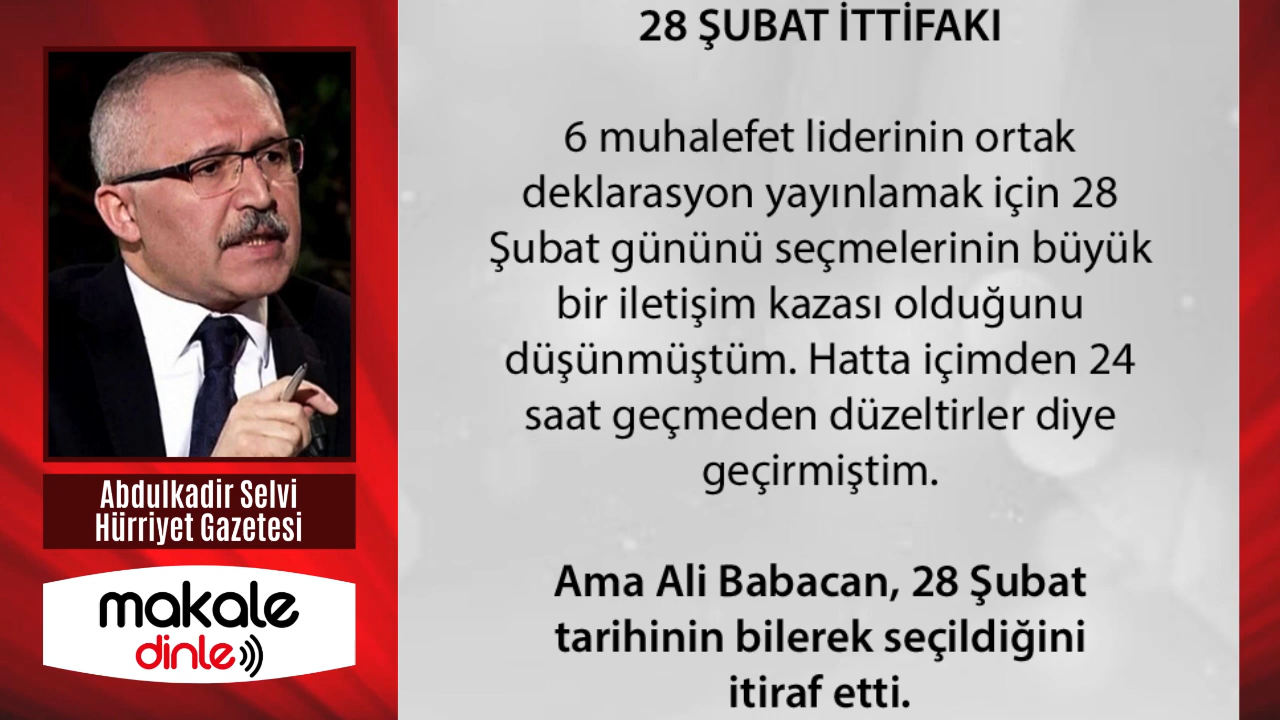 28 ŞUBAT İTTİFAKI
6 muhalefet liderinin ortak
deklarasyon yayınlamak için 28
Şubat gününü seçmelerinin büyük
bir iletişim kazası olduğunu
düşünmüştüm. Hatta içimden 24
saat geçmeden düzeltirler diye
geçirmiştim.
Ama Ali Babacan, 28 Şubat
tarihinin bilerek seçildiğini
itiraf etti.
Abdulkadir Selvi
Hürriyet Gazetesi
makale
dinle